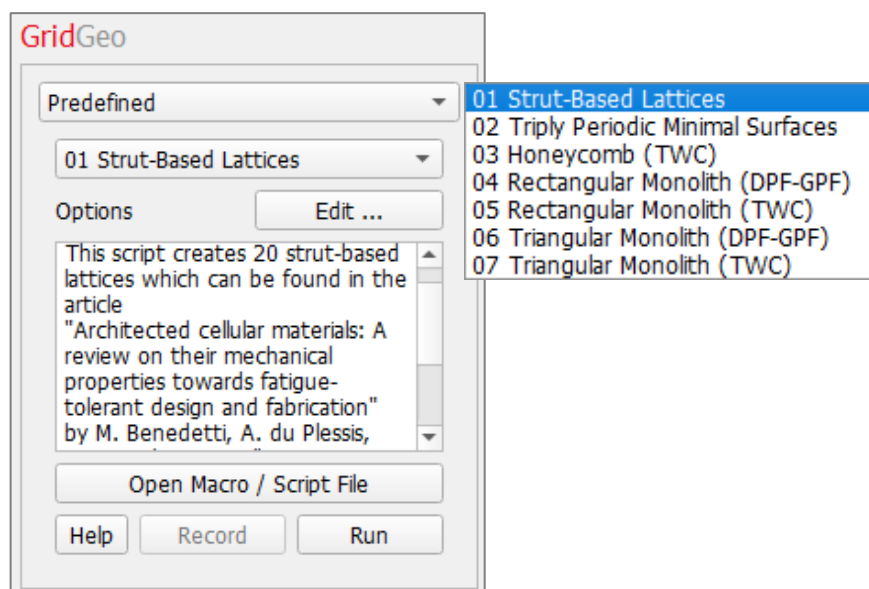 GridGeo
Predefined
01 Strut-Based Lattices
Options
Edit ...
This script creates 20 strut-based
lattices which can be found in the
article
"Architected cellular materials: A
review on their mechanical
properties towards fatigue-
tolerant design and fabrication"
by M. Benedetti, A. du Plessis,
Open Macro / Script File
Help
Record
Run
01 Strut-Based Lattices
02 Triply Periodic Minimal Surfaces
03 Honeycomb (TWC)
04 Rectangular Monolith (DPF-GPF)
05 Rectangular Monolith (TWC)
06 Triangular Monolith (DPF-GPF)
07 Triangular Monolith (TWC)